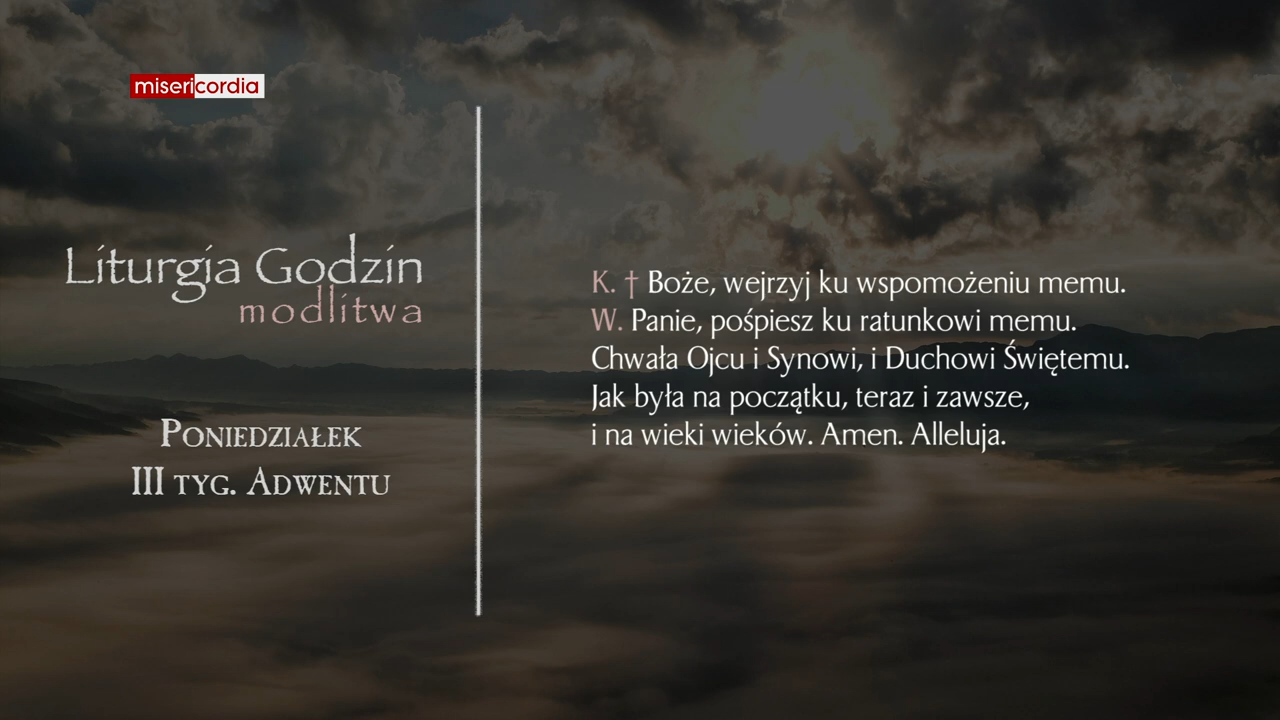 misericordia
Liturgia Godzin
modlitwa
Poniedziałek
III tyg. Adwentu
K. † Boże, wejrzyj ku wspomożeniu memu.
W. Panie, pośpiesz ku ratunkowi memu.
Chwała Ojcu i Synowi, i Duchowi Świętemu.
Jak była na początku, teraz i zawsze,
i na wieki wieków. Amen. Alleluja.